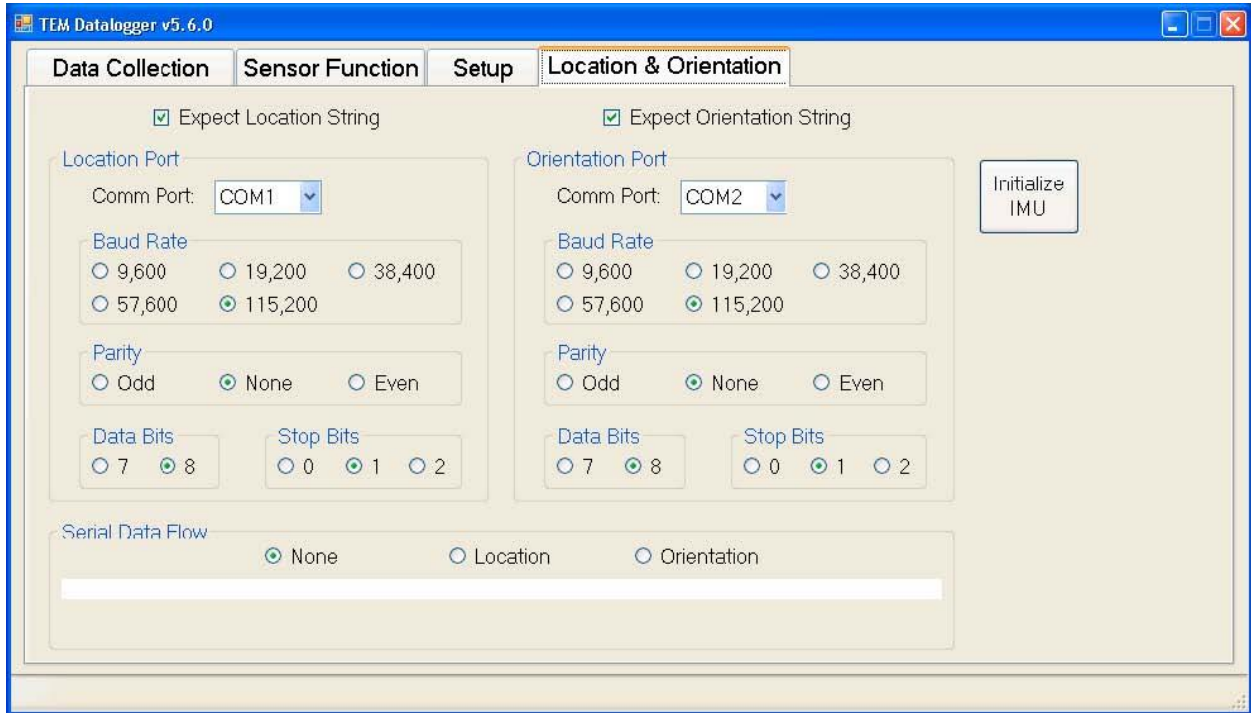 TEM Datalogger v5.6.0
Data Collection Sensor Function Setup Location & Orientation
Expect Location String Expect Orientation String
Location Port
Comm Port: COM1
Baud Rate
9,600 19,200 38,400
57,600 115,200
Parity
Odd None Even
Data Bits Stop Bits
7 8 0 1 2
Orientation Port
Comm Port: COM2
Baud Rate
9,600 19,200 38,400
57,600 115,200
Parity
Odd None Even
Data Bits Stop Bits
7 8 0 1 2
Initialize
IMU
Serial Data Flow
None Location Orientation